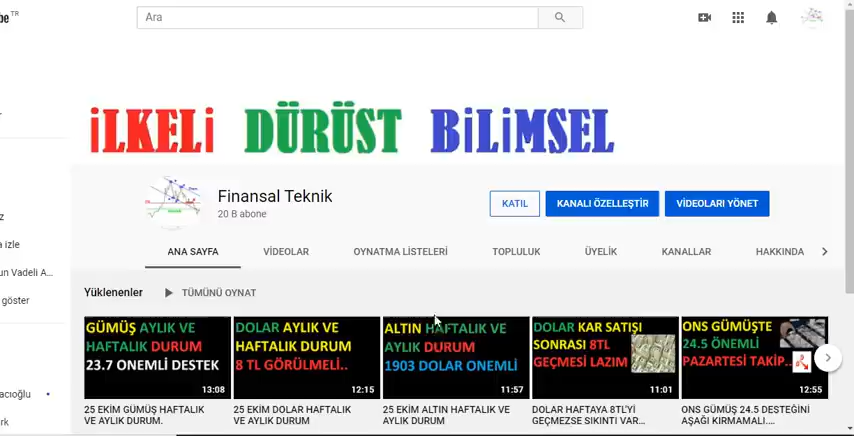 be TR
Ara
İLKELİ DÜRÜST BİLİMSEL
Finansal Teknik
20 B abone
KATIL
KANALI ÖZELLEŞTİR
VİDEOLARI YÖNET
ANA SAYFA VİDEOLAR OYNATMA LİSTELERİ TOPLULUK ÜYELİK KANALLAR HAKKINDA
z
a izle
un Vadeli A...
göster
acıoğlu
rk
Yüklenenler TÜMÜNÜ OYNAT
GÜMÜŞ AYLIK VE
HAFTALIK DURUM
23.7 ONEMLİ DESTEK
13:08
25 EKİM GÜMÜŞ HAFTALIK
VE AYLIK DURUM.
DOLAR AYLIK VE
HAFTALIK DURUM
8 TL GÖRÜLMELİ..
12:15
25 EKİM DOLAR HAFTALIK
VE AYLIK DURUM
ALTIN HAFTALIK VE
AYLIK DURUM
1903 DOLAR ONEMLİ
11:57
25 EKİM ALTIN HAFTALIK VE
AYLIK DURUM
DOLAR KAR SATIŞI
SONRASI 8TL
GEÇMESİ LAZIM
11:01
DOLAR HAFTAYA 8TL'Yİ
GEÇMEZSE SIKINTI VAR...
ONS GÜMÜŞTE
24.5 ÖNEMLİ
PAZARTESİ TAKİP..
12:55
ONS GÜMÜŞ 24.5 DESTEĞİNİ
AŞAĞI KIRMAMALI....